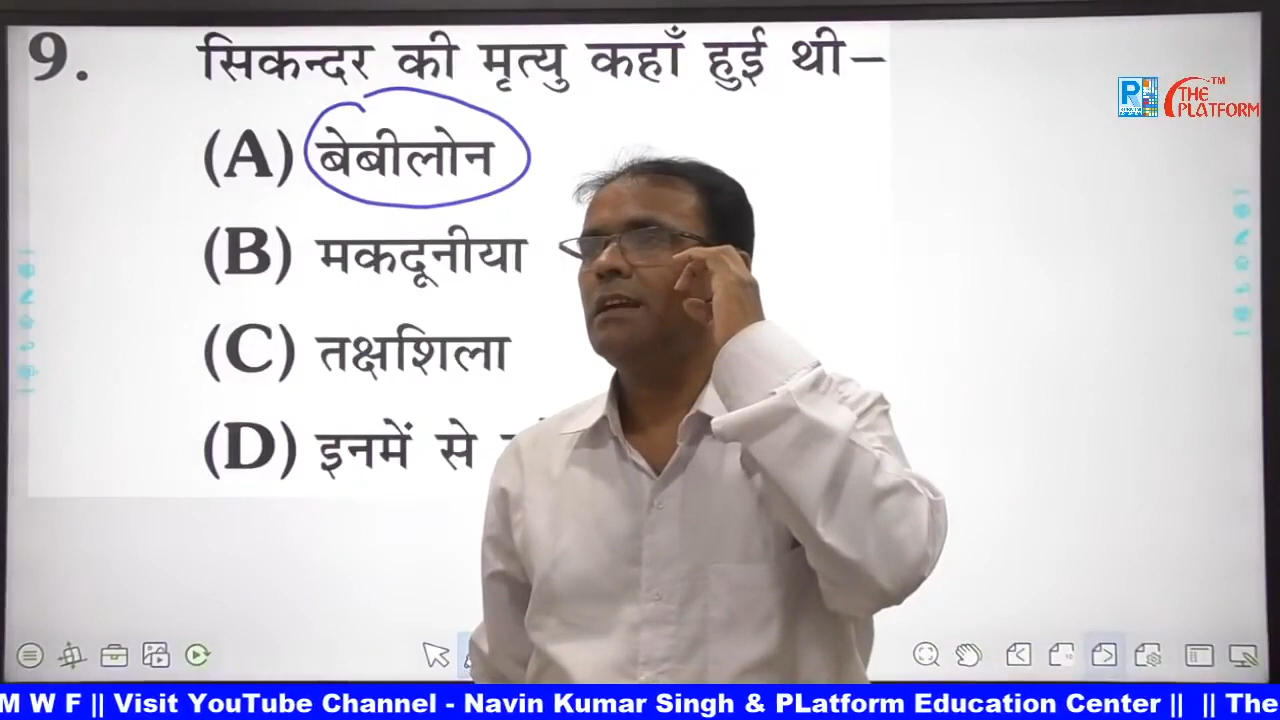 9. सिकन्दर की मृत्यु कहाँ हुई थी–
(A) बेबीलोन
(B) मकदूनीया
(C) तक्षशिला
(D) इनमें से
THE PLATFORM™
M W F || Visit YouTube Channel - Navin Kumar Singh & PLatform Education Center || || The